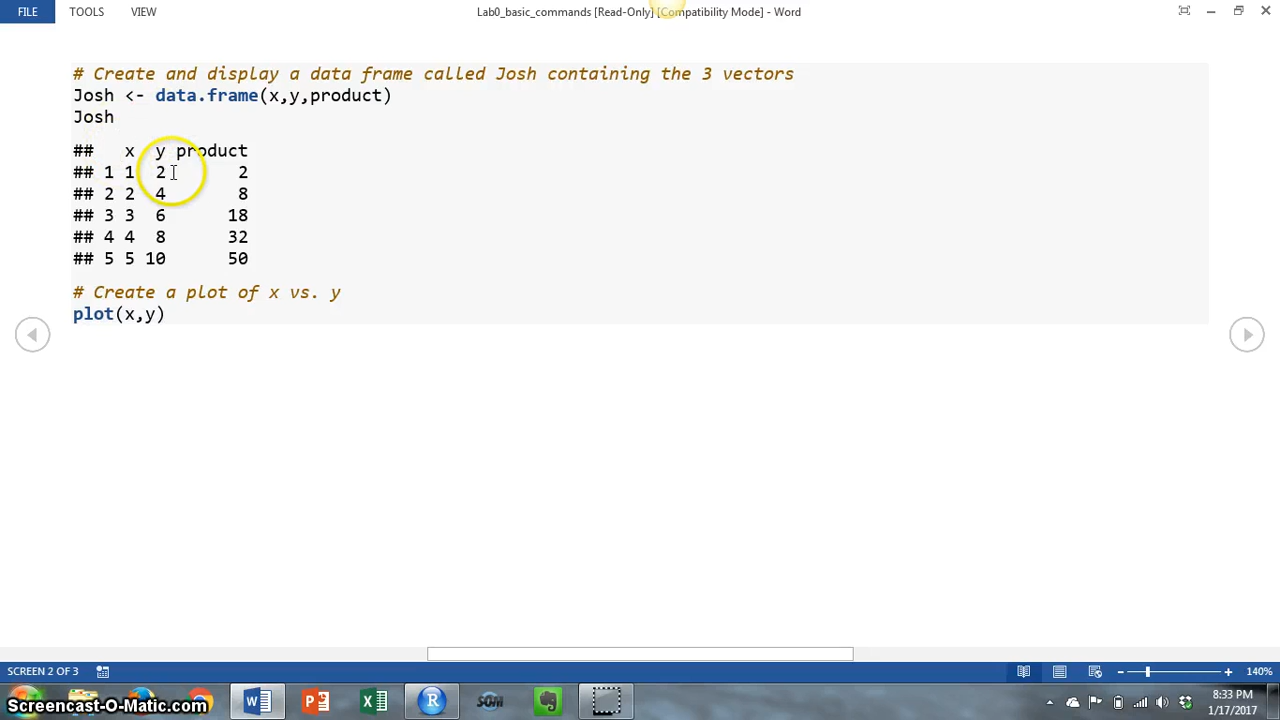 FILE TOOLS VIEW Lab0_basic_commands [Read-Only] [Compatibility Mode] - Word
# Create and display a data frame called Josh containing the 3 vectors
Josh <- data.frame(x,y,product)
Josh
##   x  y product
## 1 1  2       2
## 2 2  4       8
## 3 3  6      18
## 4 4  8      32
## 5 5 10      50
# Create a plot of x vs. y
plot(x,y)
SCREEN 2 OF 3 140%
8:33 PM
1/17/2017
Screencast-O-Matic.com
SOM